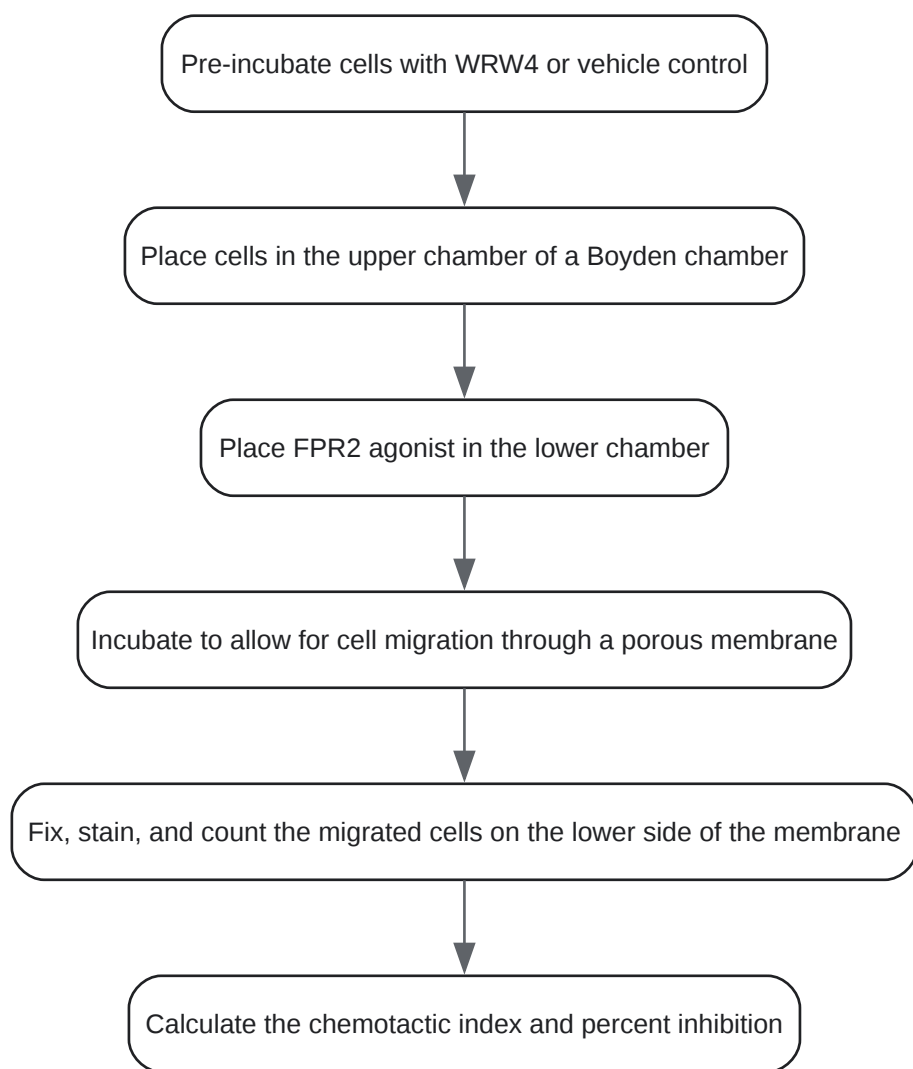 Pre-incubate cells with WRW4 or vehicle control
Place cells in the upper chamber of a Boyden chamber
Place FPR2 agonist in the lower chamber
Incubate to allow for cell migration through a porous membrane
Fix, stain, and count the migrated cells on the lower side of the membrane
Calculate the chemotactic index and percent inhibition